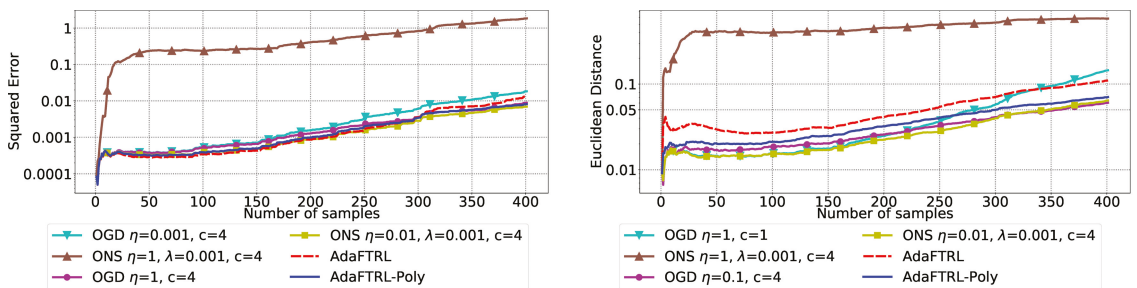 Squared Error
1
0.1
0.01
0.001
0.0001
0 50 100 150 200 250 300 350 400
Number of samples
OGD η=0.001, c=4
ONS η=1, λ=0.001, c=4
OGD η=1, c=4
ONS η=0.01, λ=0.001, c=4
AdaFTRL
AdaFTRL-Poly
Euclidean Distance
0.1
0.05
0.01
0 50 100 150 200 250 300 350 400
Number of samples
OGD η=1, c=1
ONS η=1, λ=0.001, c=4
OGD η=0.1, c=4
ONS η=0.01, λ=0.001, c=4
AdaFTRL
AdaFTRL-Poly